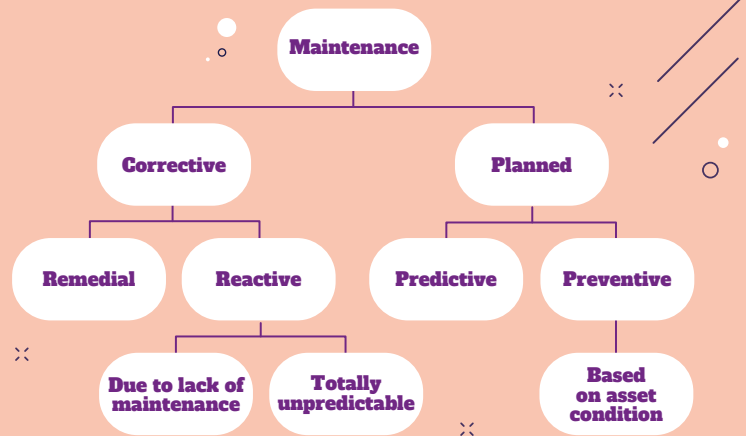 Maintenance
Corrective
Planned
Remedial
Reactive
Predictive
Preventive
Due to lack of
maintenance
Totally
unpredictable
Based
on asset
condition